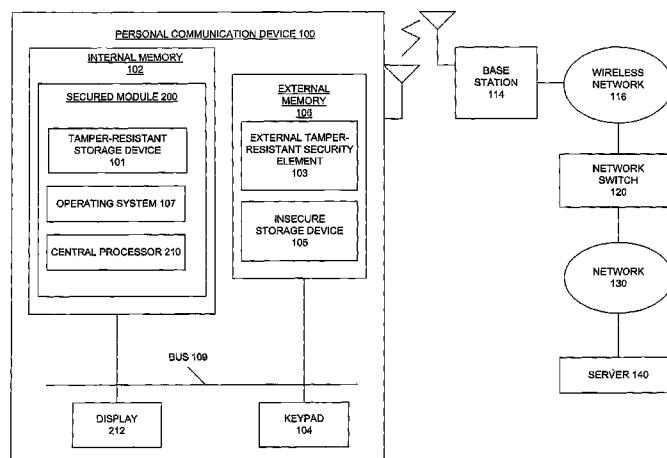 PERSONAL COMMUNICATION DEVICE 100
INTERNAL MEMORY
102
SECURED MODULE 200
TAMPER-RESISTANT
STORAGE DEVICE
101
OPERATING SYSTEM 107
CENTRAL PROCESSOR 210
EXTERNAL
MEMORY
106
EXTERNAL TAMPER-
RESISTANT SECURITY
ELEMENT
103
INSECURE
STORAGE DEVICE
105
BUS 109
DISPLAY
212
KEYPAD
104
BASE
STATION
114
WIRELESS
NETWORK
116
NETWORK
SWITCH
120
NETWORK
130
SERVER 140